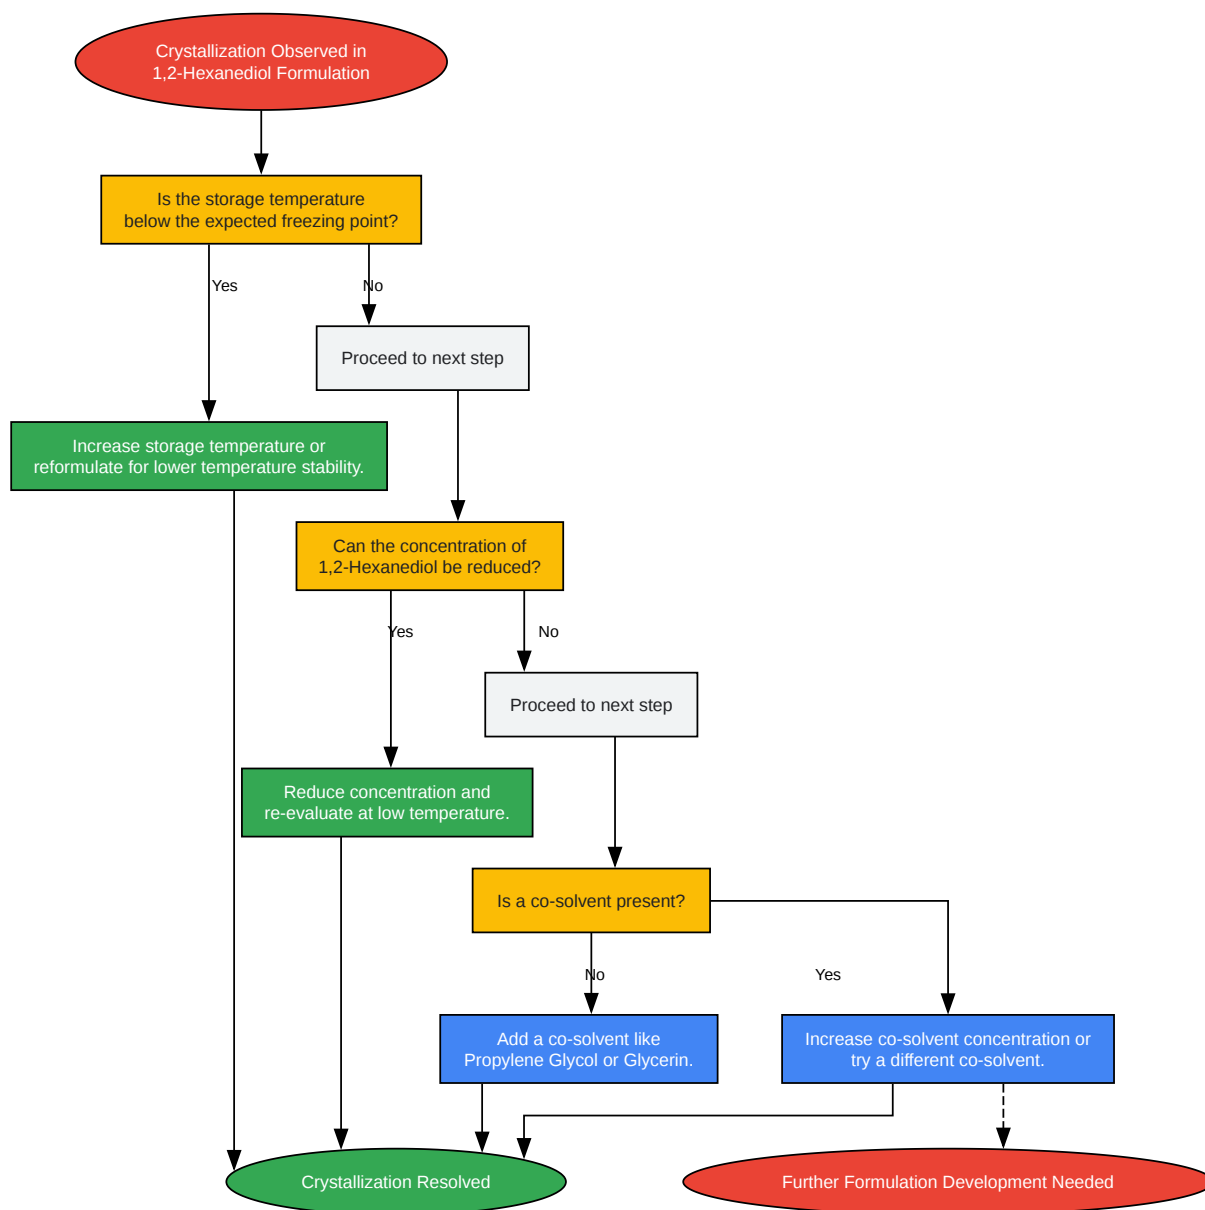 Crystallization Observed in
1,2-Hexanediol Formulation
Is the storage temperature
below the expected freezing point?
Yes
No
Proceed to next step
Increase storage temperature or
reformulate for lower temperature stability.
Can the concentration of
1,2-Hexanediol be reduced?
Yes
No
Proceed to next step
Reduce concentration and
re-evaluate at low temperature.
Is a co-solvent present?
No
Yes
Add a co-solvent like
Propylene Glycol or Glycerin.
Increase co-solvent concentration or
try a different co-solvent.
Crystallization Resolved
Further Formulation Development Needed